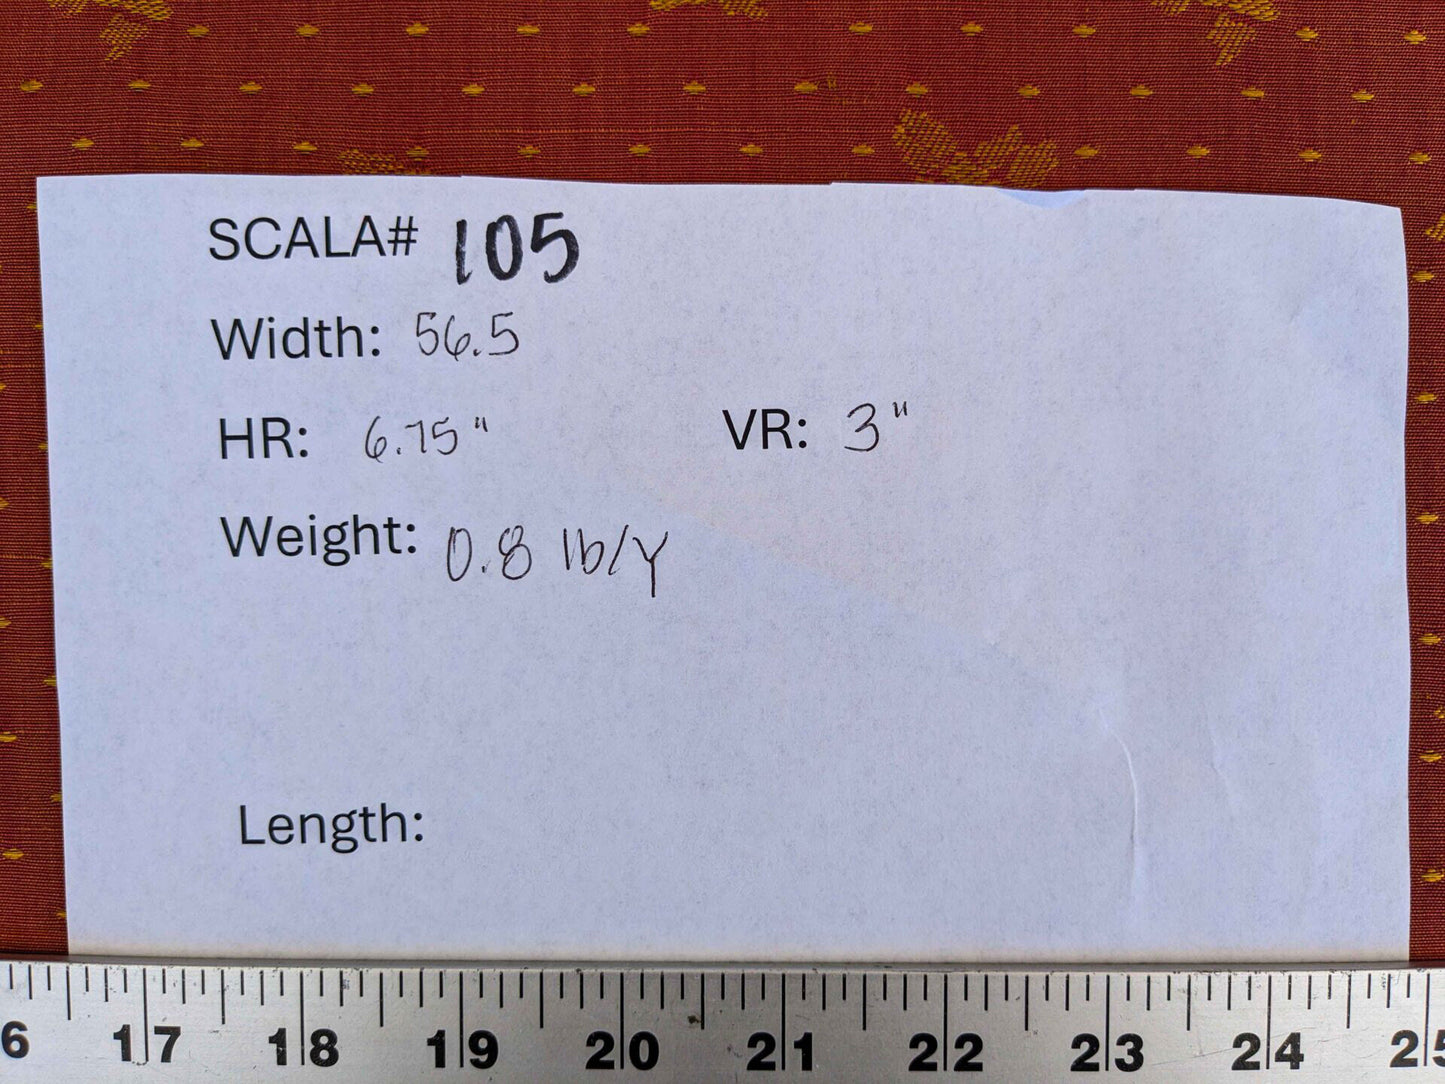 SCALA# 105
Width: 56.5
HR: 6.75" VR: 3"
Weight: 0.8 lb/Y
Length:
6 17 18 19 20 21 22 23 24 25